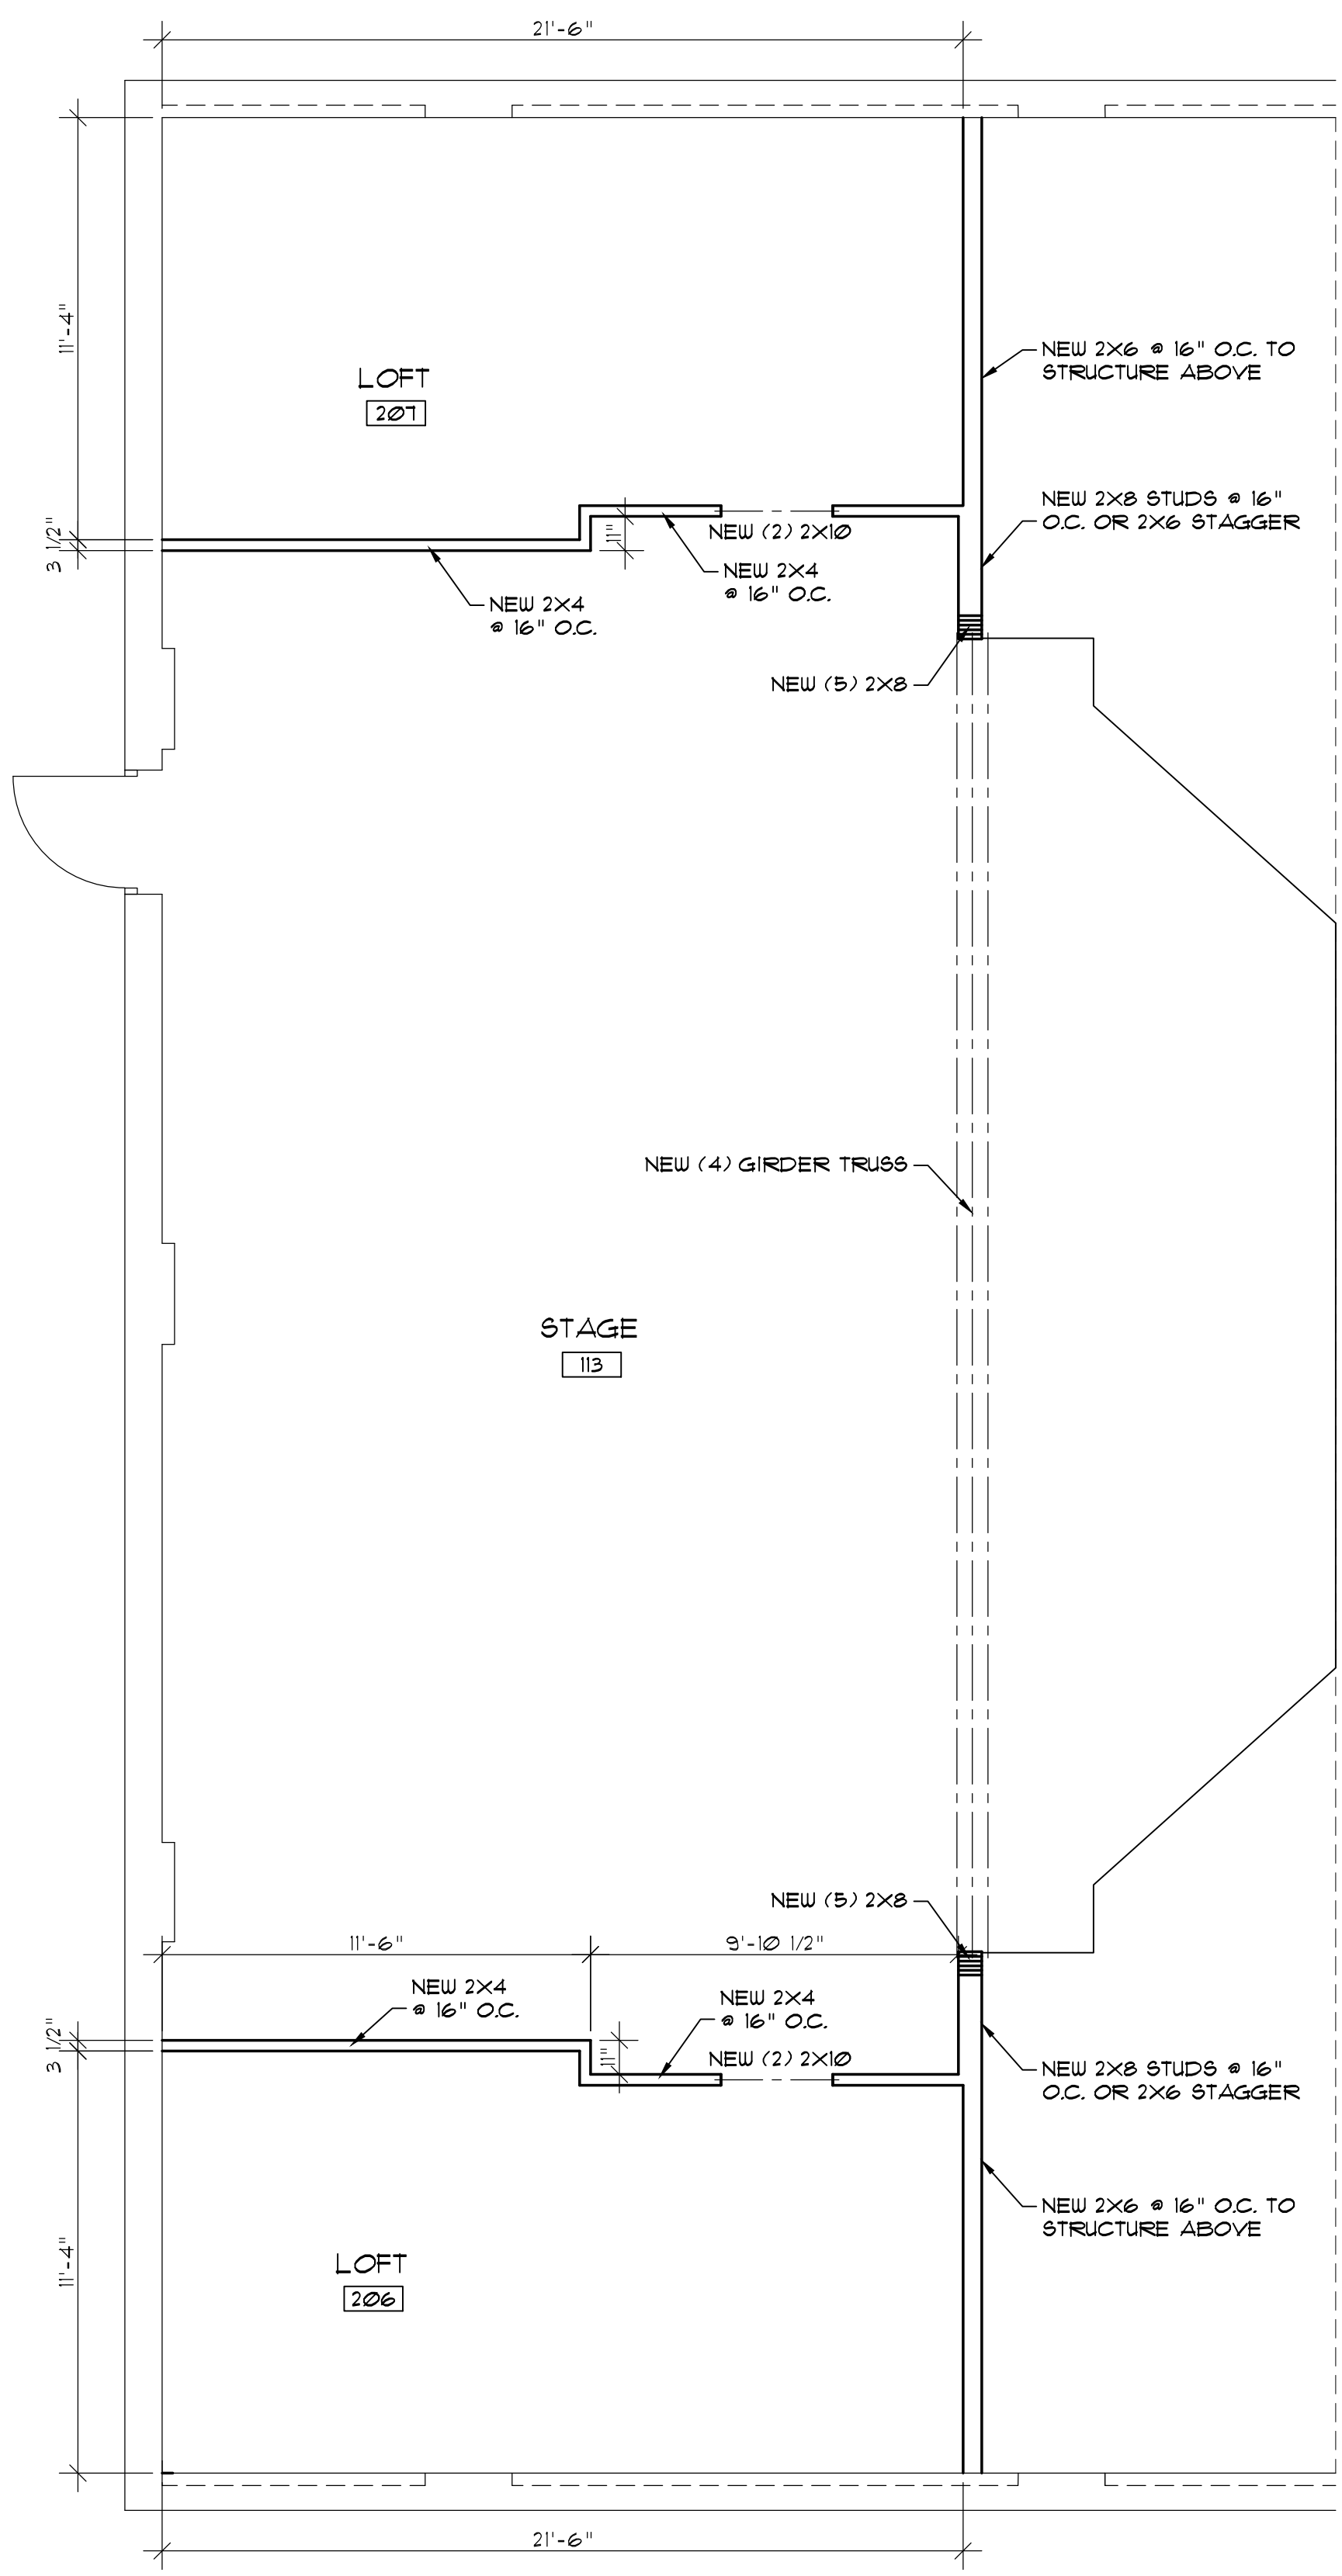 21'-6"
11'-4"
LOFT
207
NEW 2X6 @ 16" O.C. TO
STRUCTURE ABOVE
NEW 2X8 STUDS @ 16"
O.C. OR 2X6 STAGGER
3 1/2"
11"
NEW (2) 2X10
NEW 2X4
@ 16" O.C.
NEW 2X4
@ 16" O.C.
NEW (5) 2X8
NEW (4) GIRDER TRUSS
STAGE
113
NEW (5) 2X8
11'-6"
9'-10 1/2"
NEW 2X4
@ 16" O.C.
NEW 2X4
@ 16" O.C.
3 1/2"
11"
NEW (2) 2X10
NEW 2X8 STUDS @ 16"
O.C. OR 2X6 STAGGER
NEW 2X6 @ 16" O.C. TO
STRUCTURE ABOVE
11'-4"
LOFT
206
21'-6"